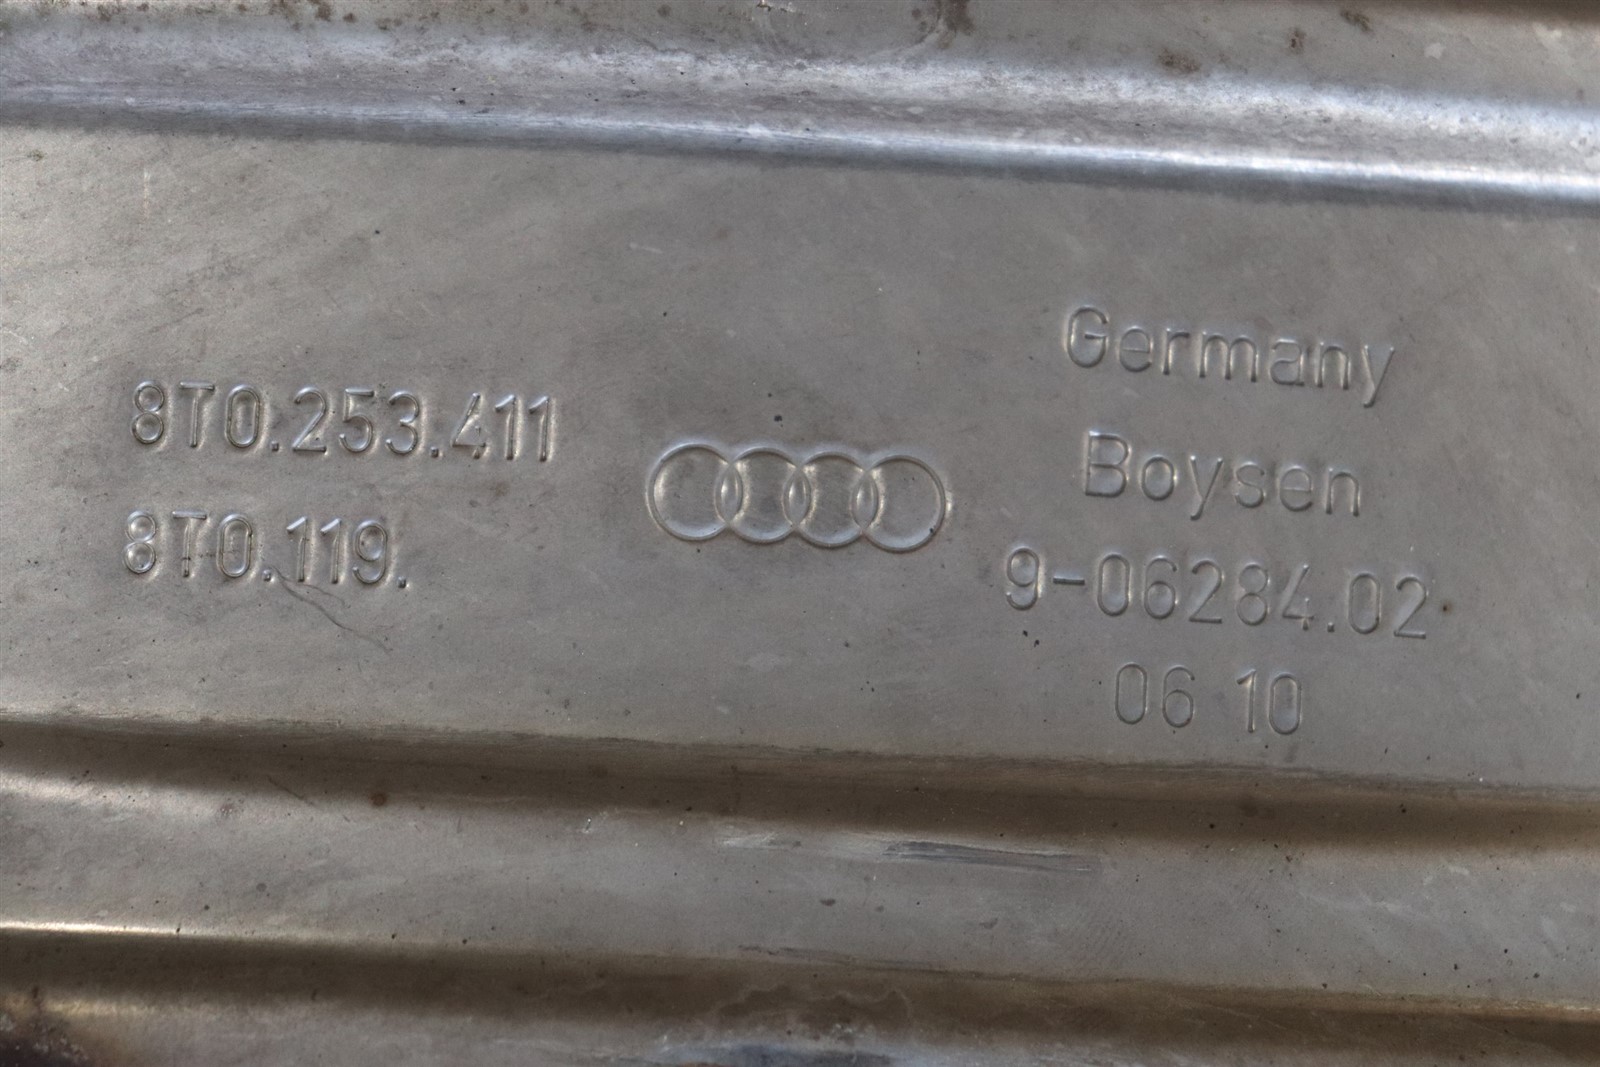 8T0.253.411
8T0.119.
Germany
Boysen
9-06284.02
06 10